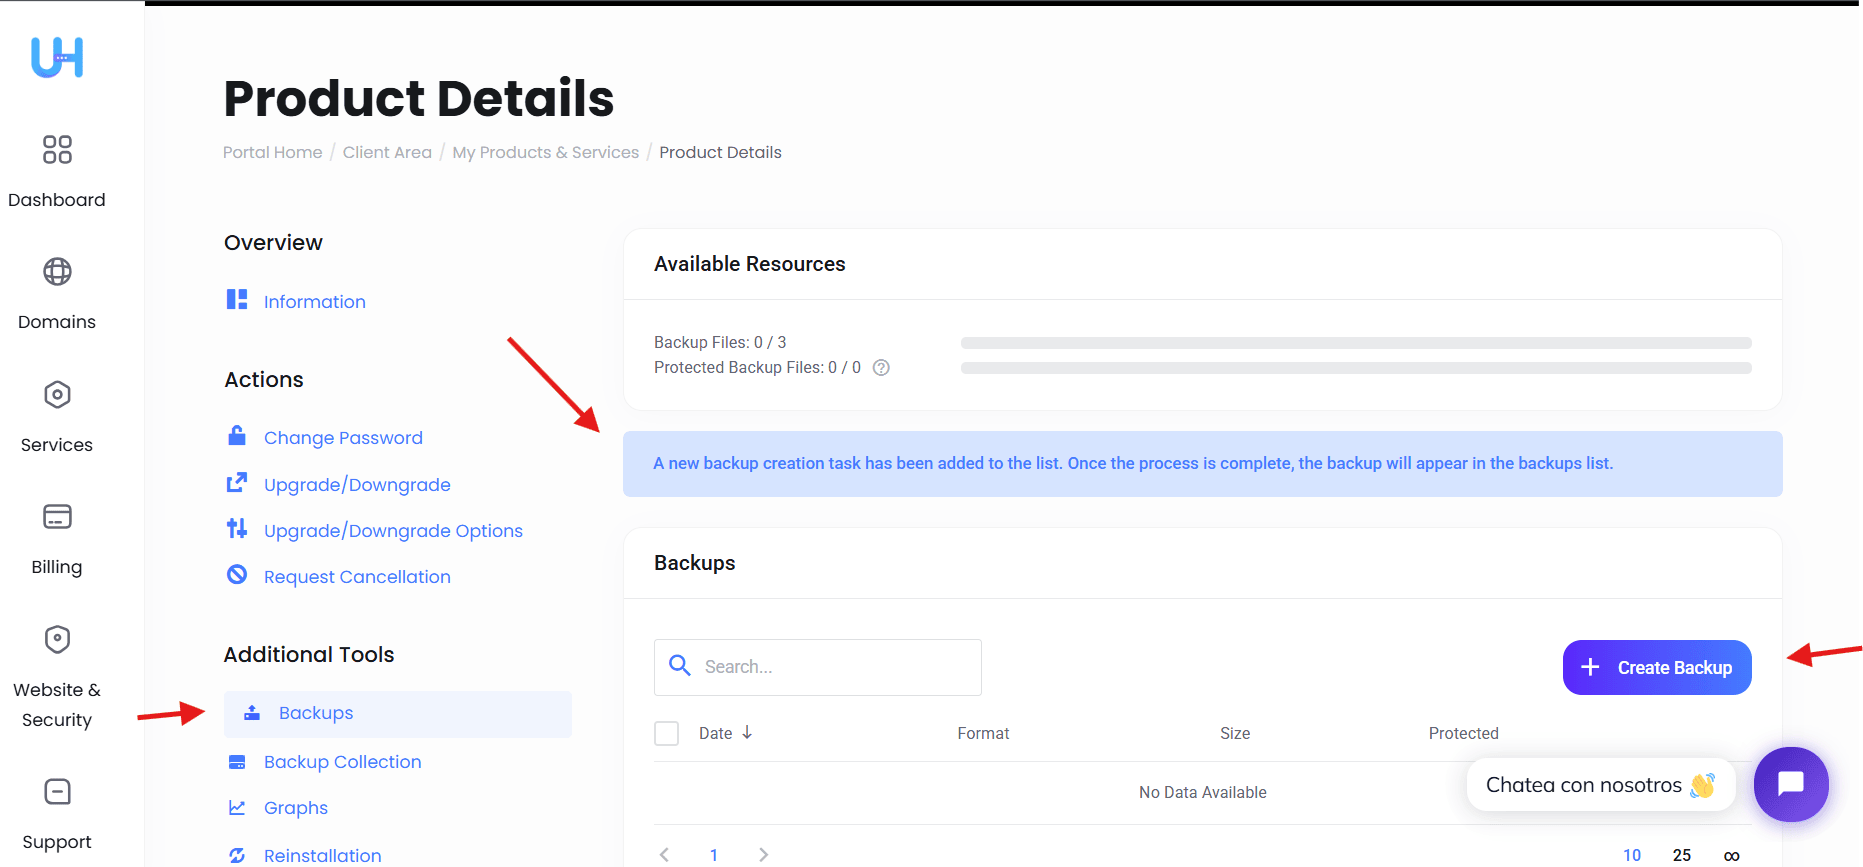 UH
Dashboard
Domains
Services
Billing
Website &
Security
Support
Product Details
Portal Home / Client Area / My Products & Services / Product Details
Overview
Information
Actions
Change Password
Upgrade/Downgrade
Upgrade/Downgrade Options
Request Cancellation
Additional Tools
Backups
Backup Collection
Graphs
Reinstallation
Available Resources
Backup Files: 0 / 3
Protected Backup Files: 0 / 0 ?
A new backup creation task has been added to the list. Once the process is complete, the backup will appear in the backups list.
Backups
Search...
+ Create Backup
Date ↓ Format Size Protected
No Data Available
Chatea con nosotros 👋
< 1 > 10 25 ∞